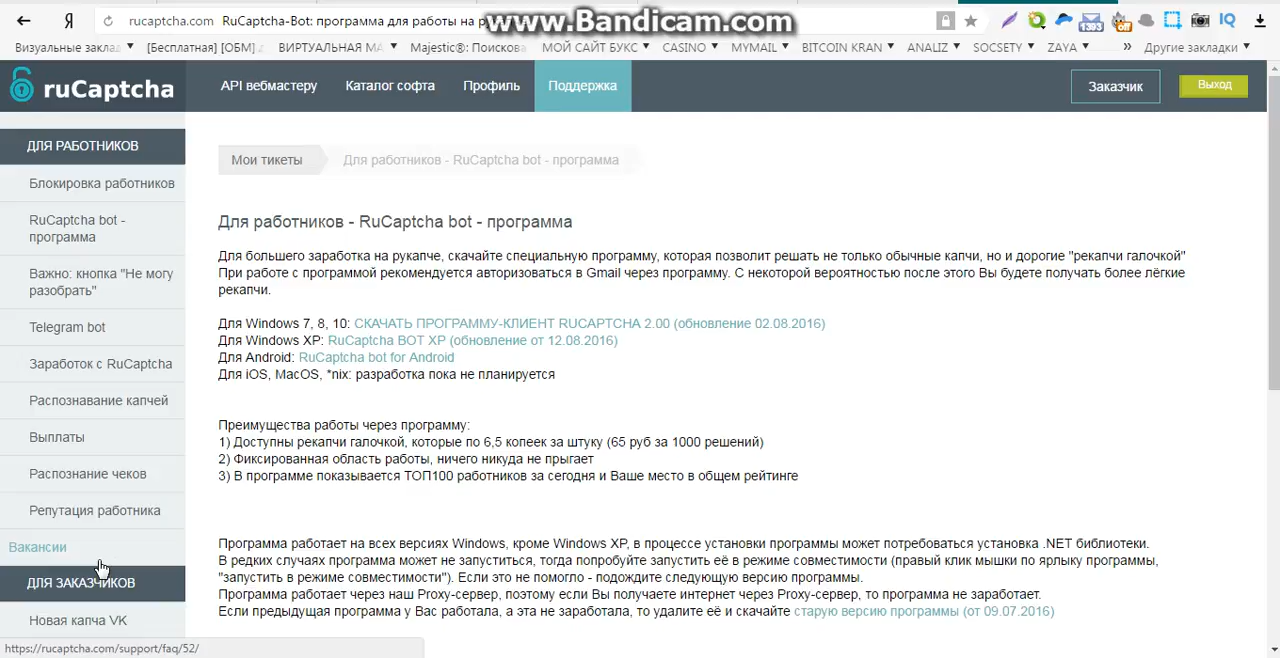 rucaptcha.com RuCaptcha-Bot: программа для работы на р
www.Bandicam.com
1393
off
IQ
Визуальные заклад
[Бесплатная] [ОБМ]
ВИРТУАЛЬНАЯ МА
Majestic®: Поискова
МОЙ САЙТ БУКС
CASINO
MYMAIL
BITCOIN KRAN
ANALIZ
SOCSETY
ZAYA
» Другие закладки
ruCaptcha
API вебмастеру
Каталог софта
Профиль
Поддержка
Заказчик
Выход
ДЛЯ РАБОТНИКОВ
Блокировка работников
RuCaptcha bot -
программа
Важно: кнопка "Не могу
разобрать"
Telegram bot
Заработок с RuCaptcha
Распознавание капчей
Выплаты
Распознание чеков
Репутация работника
Вакансии
ДЛЯ ЗАКАЗЧИКОВ
Новая капча VK
https://rucaptcha.com/support/faq/52/
Мои тикеты
Для работников - RuCaptcha bot - программа
Для работников - RuCaptcha bot - программа
Для большего заработка на рукапче, скачайте специальную программу, которая позволит решать не только обычные капчи, но и дорогие "рекапчи галочкой"
При работе с программой рекомендуется авторизоваться в Gmail через программу. С некоторой вероятностью после этого Вы будете получать более лёгкие
рекапчи.
Для Windows 7, 8, 10: СКАЧАТЬ ПРОГРАММУ-КЛИЕНТ RUCAPTCHA 2.00 (обновление 02.08.2016)
Для Windows XP: RuCaptcha BOT XP (обновление от 12.08.2016)
Для Android: RuCaptcha bot for Android
Для iOS, MacOS, *nix: разработка пока не планируется
Преимущества работы через программу:
1) Доступны рекапчи галочкой, которые по 6,5 копеек за штуку (65 руб за 1000 решений)
2) Фиксированная область работы, ничего никуда не прыгает
3) В программе показывается ТОП100 работников за сегодня и Ваше место в общем рейтинге
Программа работает на всех версиях Windows, кроме Windows XP, в процессе установки программы может потребоваться установка .NET библиотеки.
В редких случаях программа может не запуститься, тогда попробуйте запустить её в режиме совместимости (правый клик мышки по ярлыку программы,
"запустить в режиме совместимости"). Если это не помогло - подождите следующую версию программы.
Программа работает через наш Proxy-сервер, поэтому если Вы получаете интернет через Proxy-сервер, то программа не заработает.
Если предыдущая программа у Вас работала, а эта не заработала, то удалите её и скачайте старую версию программы (от 09.07.2016)